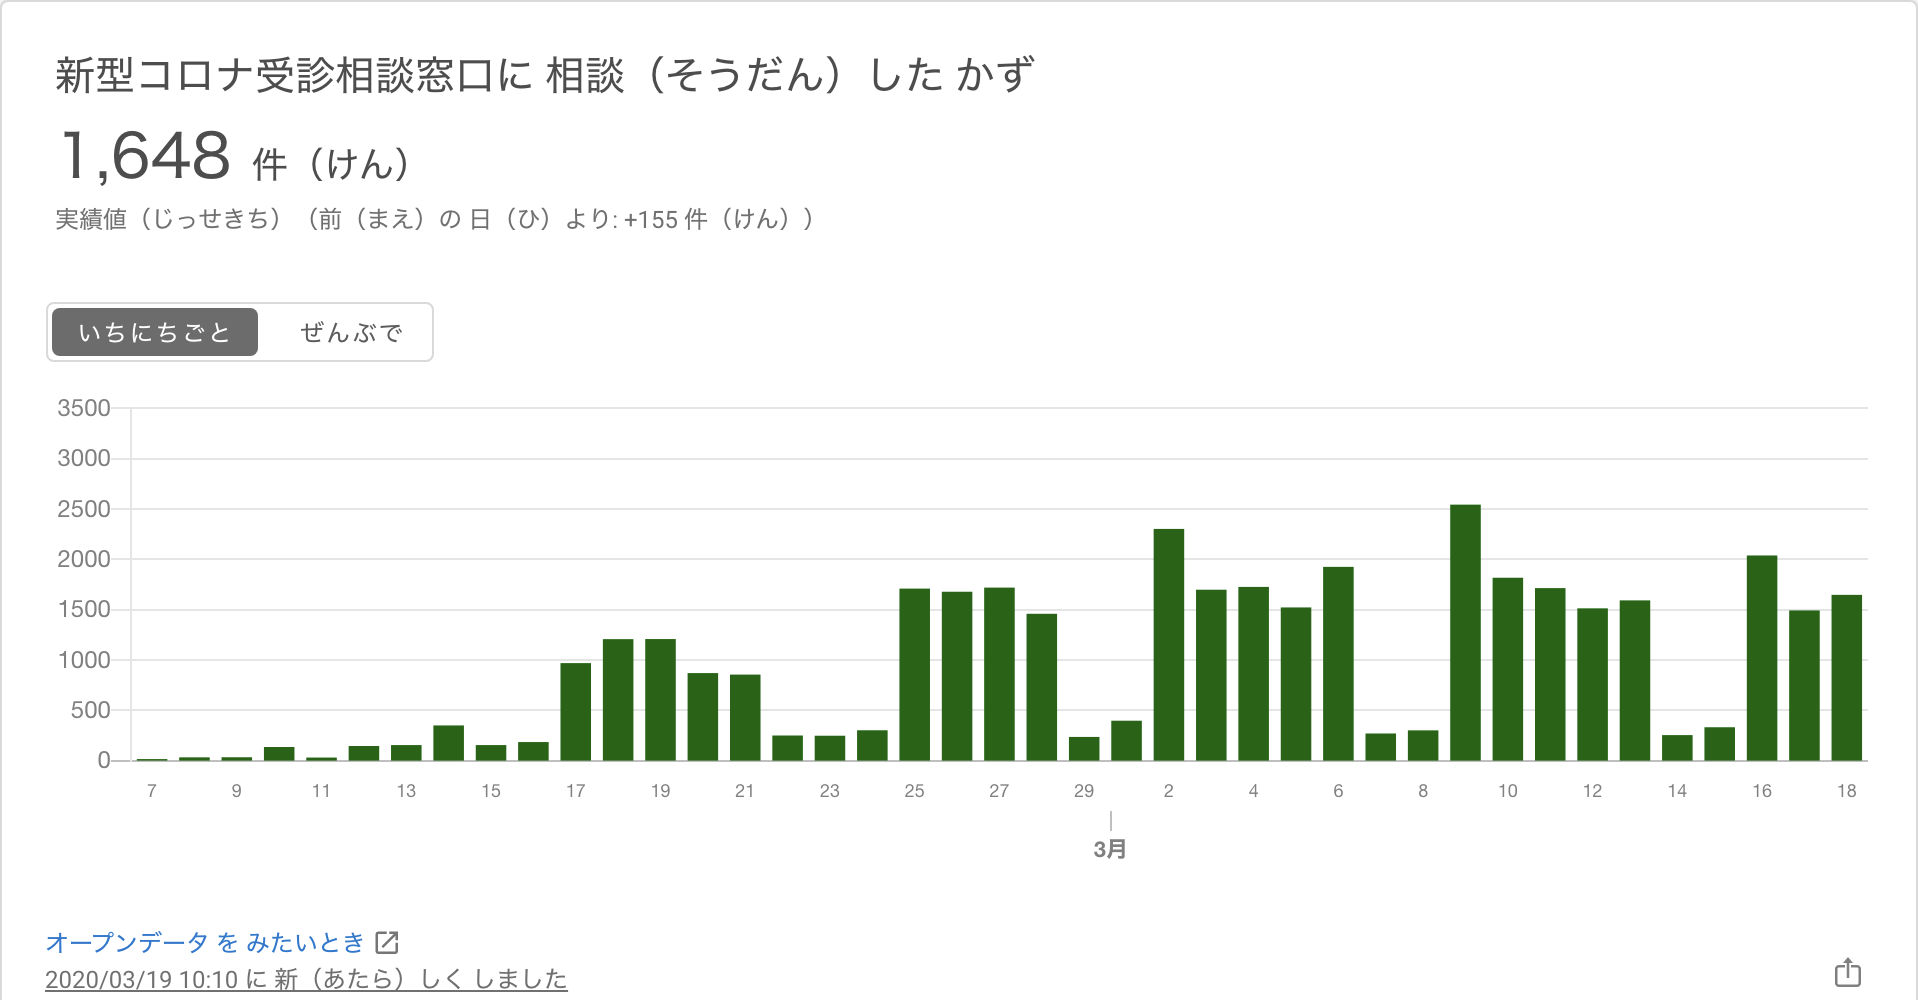 新型コロナ受診相談窓口に 相談（そうだん）した かず
1,648 件（けん）
実績値（じっせきち）（前（まえ）の 日（ひ）より: +155 件（けん））
いちにちごと ぜんぶで
3500
3000
2500
2000
1500
1000
500
0
7 9 11 13 15 17 19 21 23 25 27 29 2 4 6 8 10 12 14 16 18
3月
オープンデータ を みたいとき
2020/03/19 10:10 に 新（あたら）しく しました